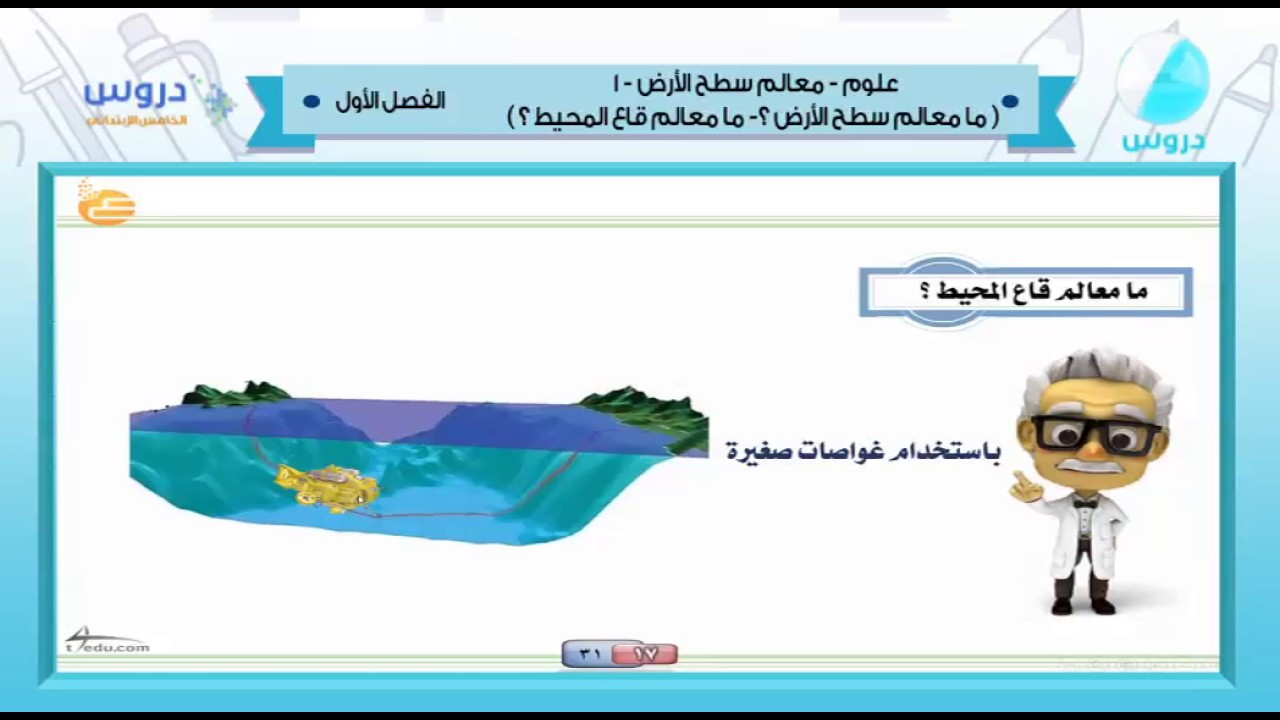 علوم - معالم سطح الأرض - ١
( ما معالم سطح الأرض ؟- ما معالم قاع المحيط ؟ )
الفصل الأول
دروس
دروس
الخامس الإبتدائي
ما معالم قاع المحيط ؟
باستخدام غواصات صغيرة
t4edu.com
٣١
١٧